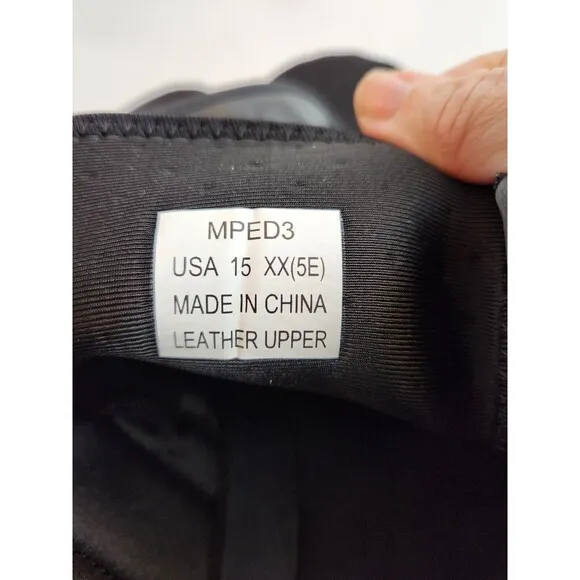 MPED3
USA 15 XX(5E)
MADE IN CHINA
LEATHER UPPER